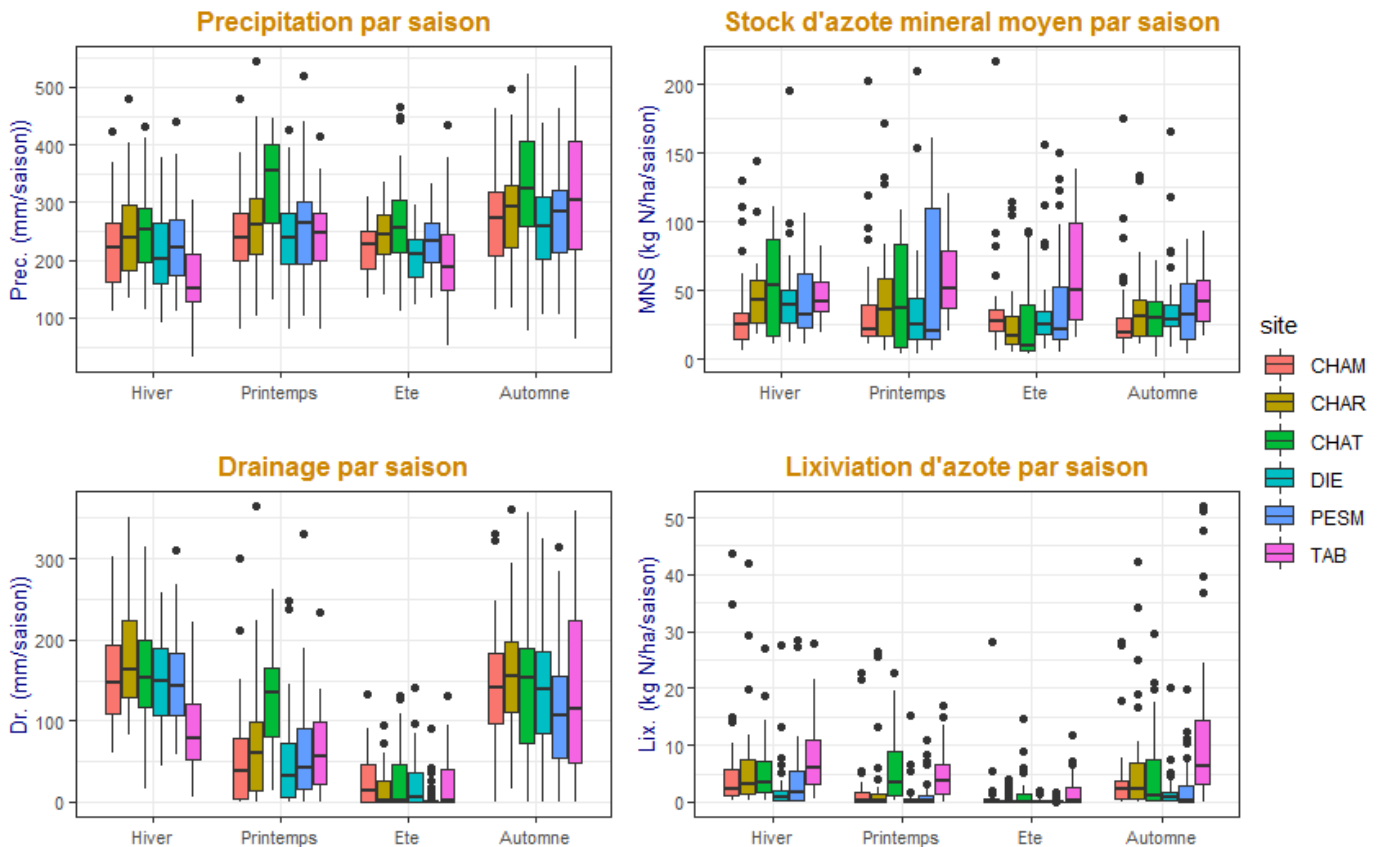 Precipitation par saison
Prec. (mm/saison))
500
400
300
200
100
Hiver Printemps Ete Automne
Stock d'azote mineral moyen par saison
MNS (kg N/ha/saison)
200
150
100
50
0
Hiver Printemps Ete Automne
Drainage par saison
Dr. (mm/saison))
300
200
100
0
Hiver Printemps Ete Automne
Lixiviation d'azote par saison
Lix. (kg N/ha/saison)
50
40
30
20
10
0
Hiver Printemps Ete Automne
site
CHAM
CHAR
CHAT
DIE
PESM
TAB